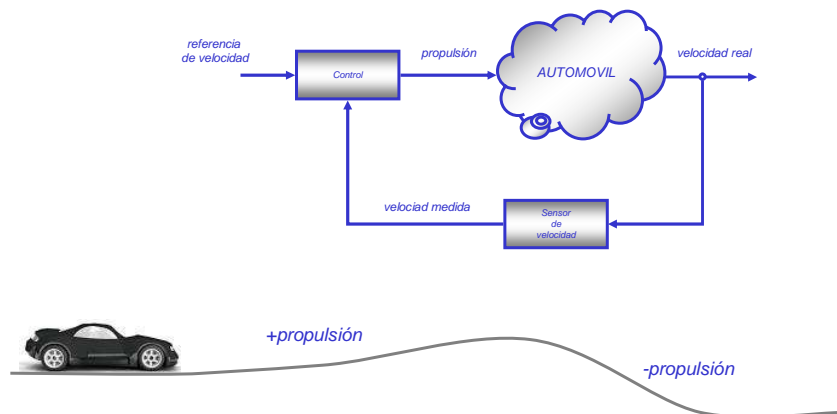 referencia
de velocidad
Control
propulsión
AUTOMOVIL
velocidad real
velociad medida
Sensor
de
velocidad
+propulsión
-propulsión